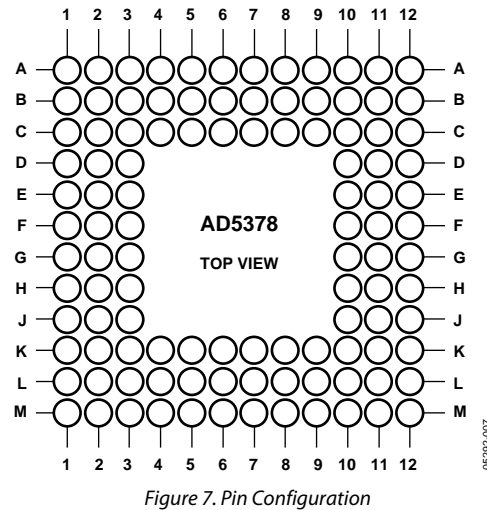 1 2 3 4 5 6 7 8 9 10 11 12
A A
B B
C C
D D
E E
F F
AD5378
G G
TOP VIEW
H H
J J
K K
L L
M M
1 2 3 4 5 6 7 8 9 10 11 12
05292-007
Figure 7. Pin Configuration